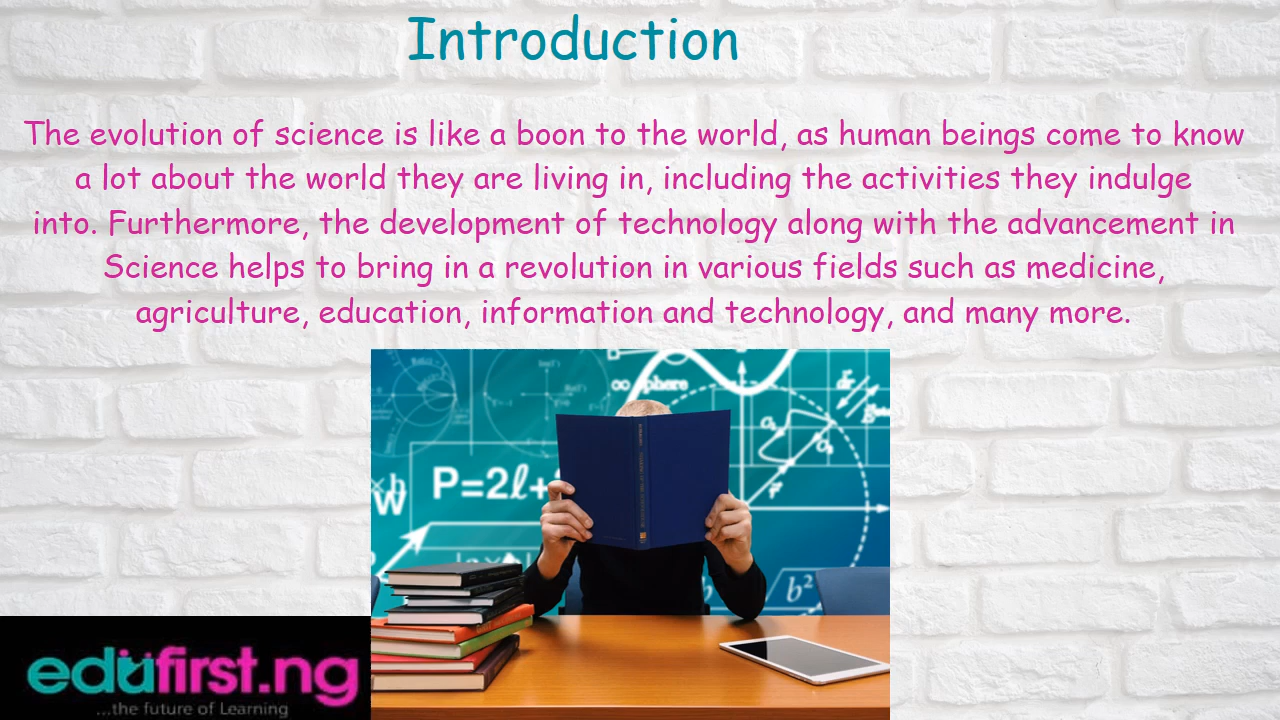 Introduction
The evolution of science is like a boon to the world, as human beings come to know
a lot about the world they are living in, including the activities they indulge
into. Furthermore, the development of technology along with the advancement in
Science helps to bring in a revolution in various fields such as medicine,
agriculture, education, information and technology, and many more.
∞ sphere
P=2ℓ+
W
b²
edufirst.ng
...the future of Learning